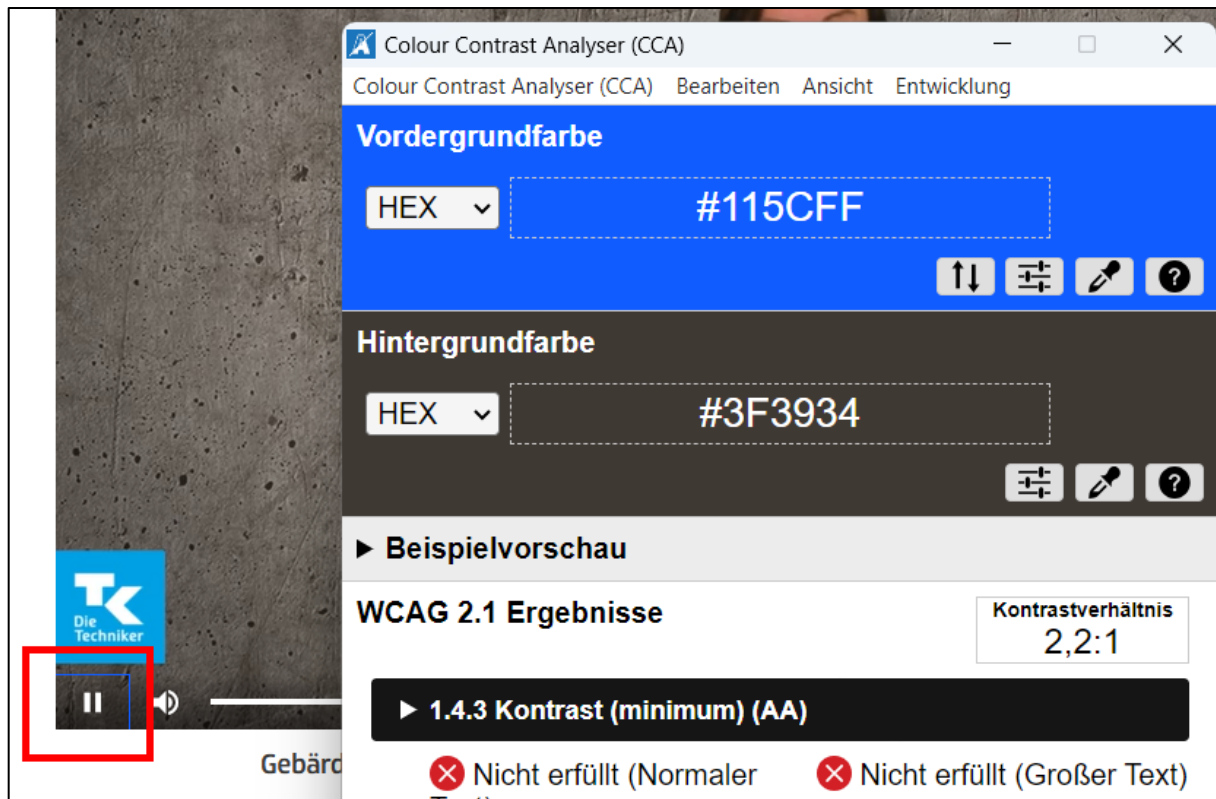 Colour Contrast Analyser (CCA)
Colour Contrast Analyser (CCA) Bearbeiten Ansicht Entwicklung
Vordergrundfarbe
HEX #115CFF
Hintergrundfarbe
HEX #3F3934
Beispielvorschau
WCAG 2.1 Ergebnisse
Kontrastverhältnis
2,2:1
1.4.3 Kontrast (minimum) (AA)
Nicht erfüllt (Normaler
Nicht erfüllt (Großer Text)
TK
Die
Techniker
Gebärd